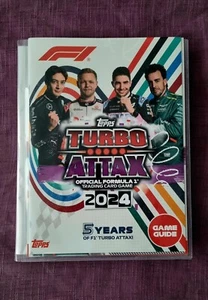 F1
Topps
TURBO
ATTAX
OFFICIAL FORMULA 1®
TRADING CARD GAME
2024
5 YEARS
OF F1® TURBO ATTAX!
GAME
GUIDE
Topps